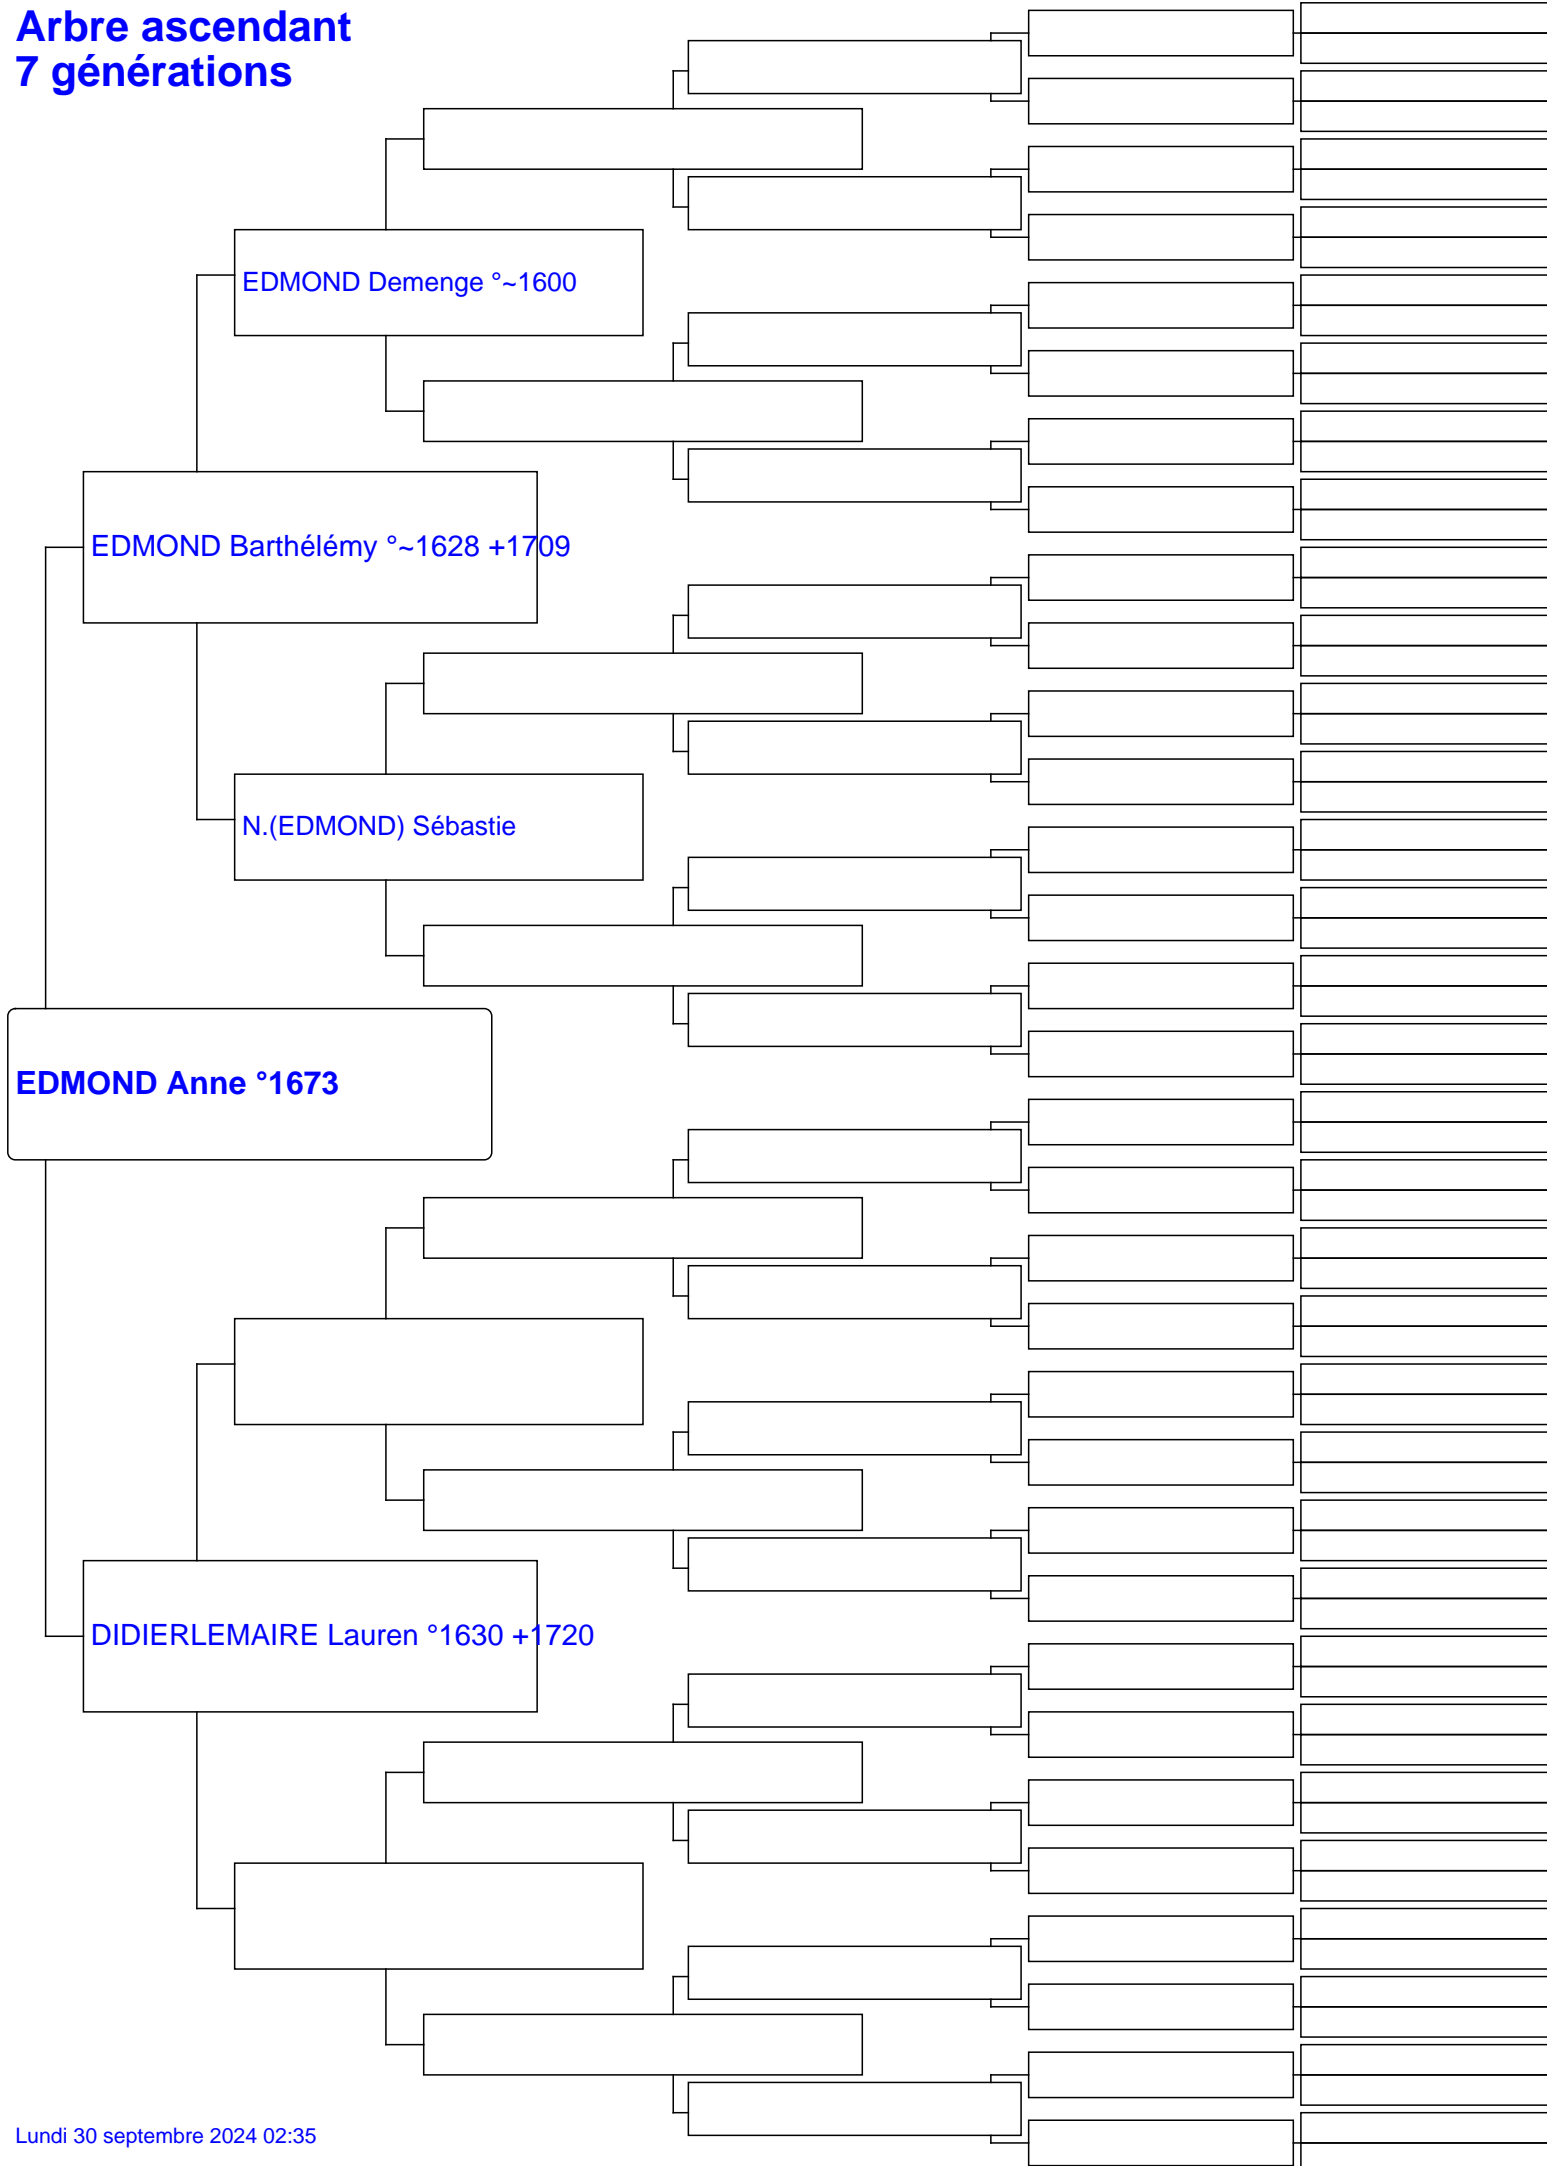 Arbre ascendant
7 générations
EDMOND Demenge °~1600
EDMOND Barthélémy °~1628 +1709
N.(EDMOND) Sébastie
EDMOND Anne °1673
DIDIERLEMAIRE Lauren °1630 +1720
Lundi 30 septembre 2024 02:35